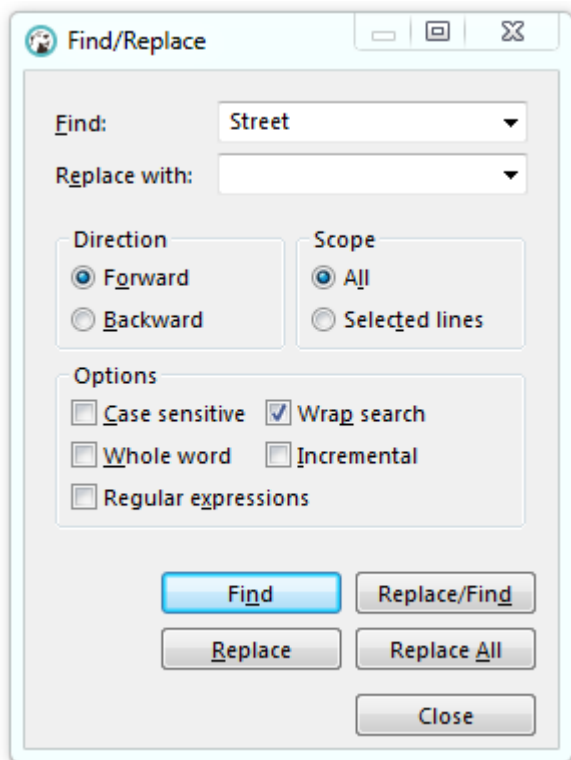 Find/Replace
Find: Street
Replace with:
Direction Scope
Forward All
Backward Selected lines
Options
Case sensitive Wrap search
Whole word Incremental
Regular expressions
Find Replace/Find
Replace Replace All
Close